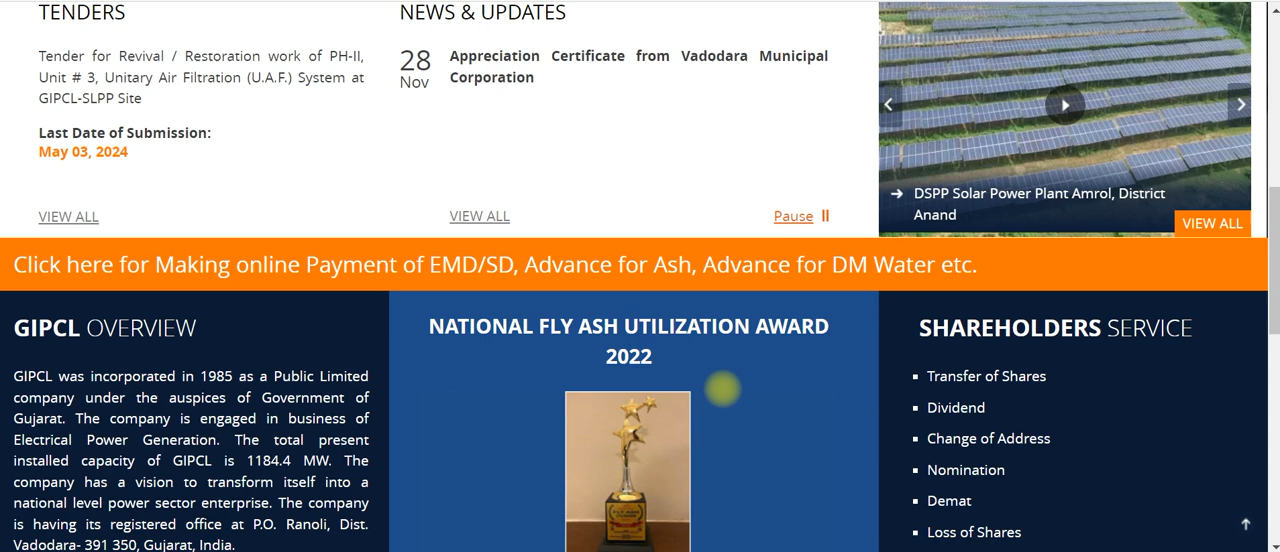 TENDERS
Tender for Revival / Restoration work of PH-II,
Unit # 3, Unitary Air Filtration (U.A.F.) System at
GIPCL-SLPP Site
Last Date of Submission:
May 03, 2024
VIEW ALL
NEWS & UPDATES
28
Nov
Appreciation Certificate from Vadodara Municipal
Corporation
VIEW ALL
Pause
DSPP Solar Power Plant Amrol, District
Anand
VIEW ALL
Click here for Making online Payment of EMD/SD, Advance for Ash, Advance for DM Water etc.
GIPCL OVERVIEW
GIPCL was incorporated in 1985 as a Public Limited
company under the auspices of Government of
Gujarat. The company is engaged in business of
Electrical Power Generation. The total present
installed capacity of GIPCL is 1184.4 MW. The
company has a vision to transform itself into a
national level power sector enterprise. The company
is having its registered office at P.O. Ranoli, Dist.
Vadodara- 391 350, Gujarat, India.
NATIONAL FLY ASH UTILIZATION AWARD
2022
SHAREHOLDERS SERVICE
Transfer of Shares
Dividend
Change of Address
Nomination
Demat
Loss of Shares